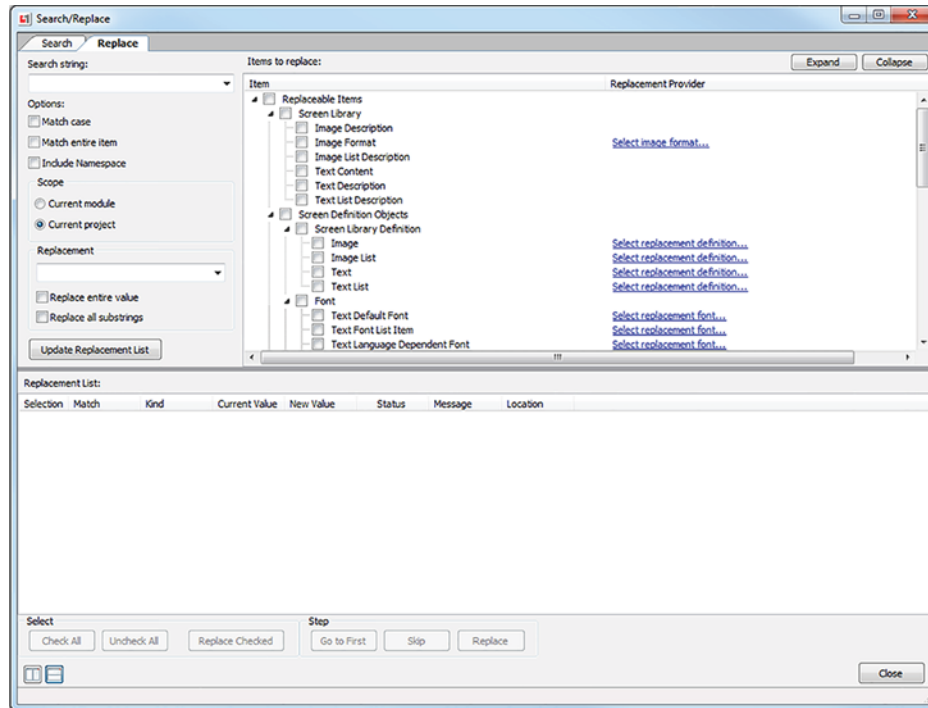 Search/Replace
Search Replace
Search string:
Options:
Match case
Match entire item
Include Namespace
Scope
Current module
Current project
Replacement
Replace entire value
Replace all substrings
Update Replacement List
Items to replace:
Expand Collapse
Item Replacement Provider
Replaceable Items
Screen Library
Image Description
Image Format Select image format...
Image List Description
Text Content
Text Description
Text List Description
Screen Definition Objects
Screen Library Definition
Image Select replacement definition...
Image List Select replacement definition...
Text Select replacement definition...
Text List Select replacement definition...
Font
Text Default Font Select replacement font...
Text Font List Item Select replacement font...
Text Language Dependent Font Select replacement font...
Replacement List:
Selection Match Kind Current Value New Value Status Message Location
Select
Check All Uncheck All Replace Checked
Step
Go to First Skip Replace
Close